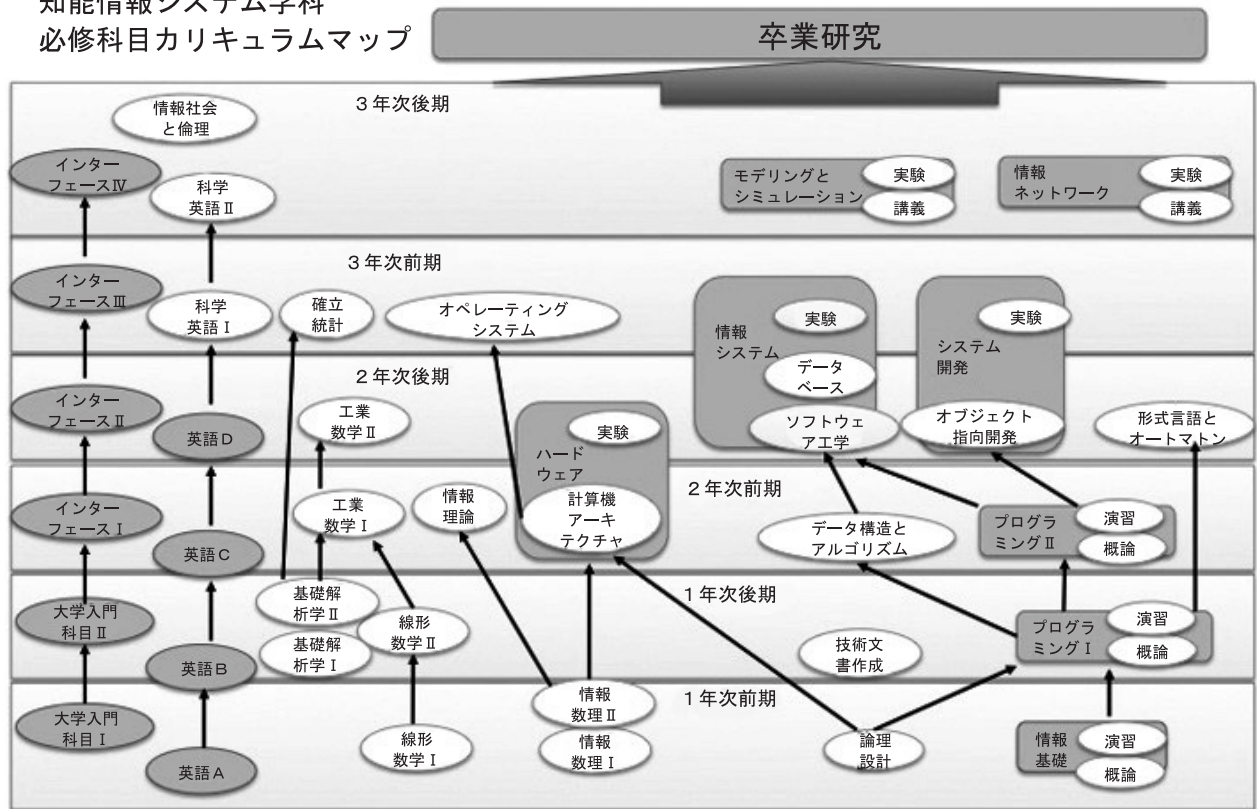 知能情報システム学科
必修科目カリキュラムマップ
卒業研究
3年次後期
情報社会
と倫理
インター
フェースⅣ
科学
英語Ⅱ
モデリングと
シミュレーション
実験
講義
情報
ネットワーク
実験
講義
3年次前期
インター
フェースⅢ
科学
英語Ⅰ
確立
統計
オペレーティング
システム
情報
システム
実験
データ
ベース
ソフトウェ
ア工学
システム
開発
実験
オブジェクト
指向開発
2年次後期
インター
フェースⅡ
英語D
工業
数学Ⅱ
ハード
ウェア
実験
計算機
アーキ
テクチャ
形式言語と
オートマトン
2年次前期
インター
フェースⅠ
英語C
工業
数学Ⅰ
情報
理論
データ構造と
アルゴリズム
プログラ
ミングⅡ
演習
概論
1年次後期
大学入門
科目Ⅱ
英語B
基礎解
析学Ⅱ
基礎解
析学Ⅰ
線形
数学Ⅱ
技術文
書作成
プログラ
ミングⅠ
演習
概論
1年次前期
大学入門
科目Ⅰ
英語A
線形
数学Ⅰ
情報
数理Ⅱ
情報
数理Ⅰ
論理
設計
情報
基礎
演習
概論